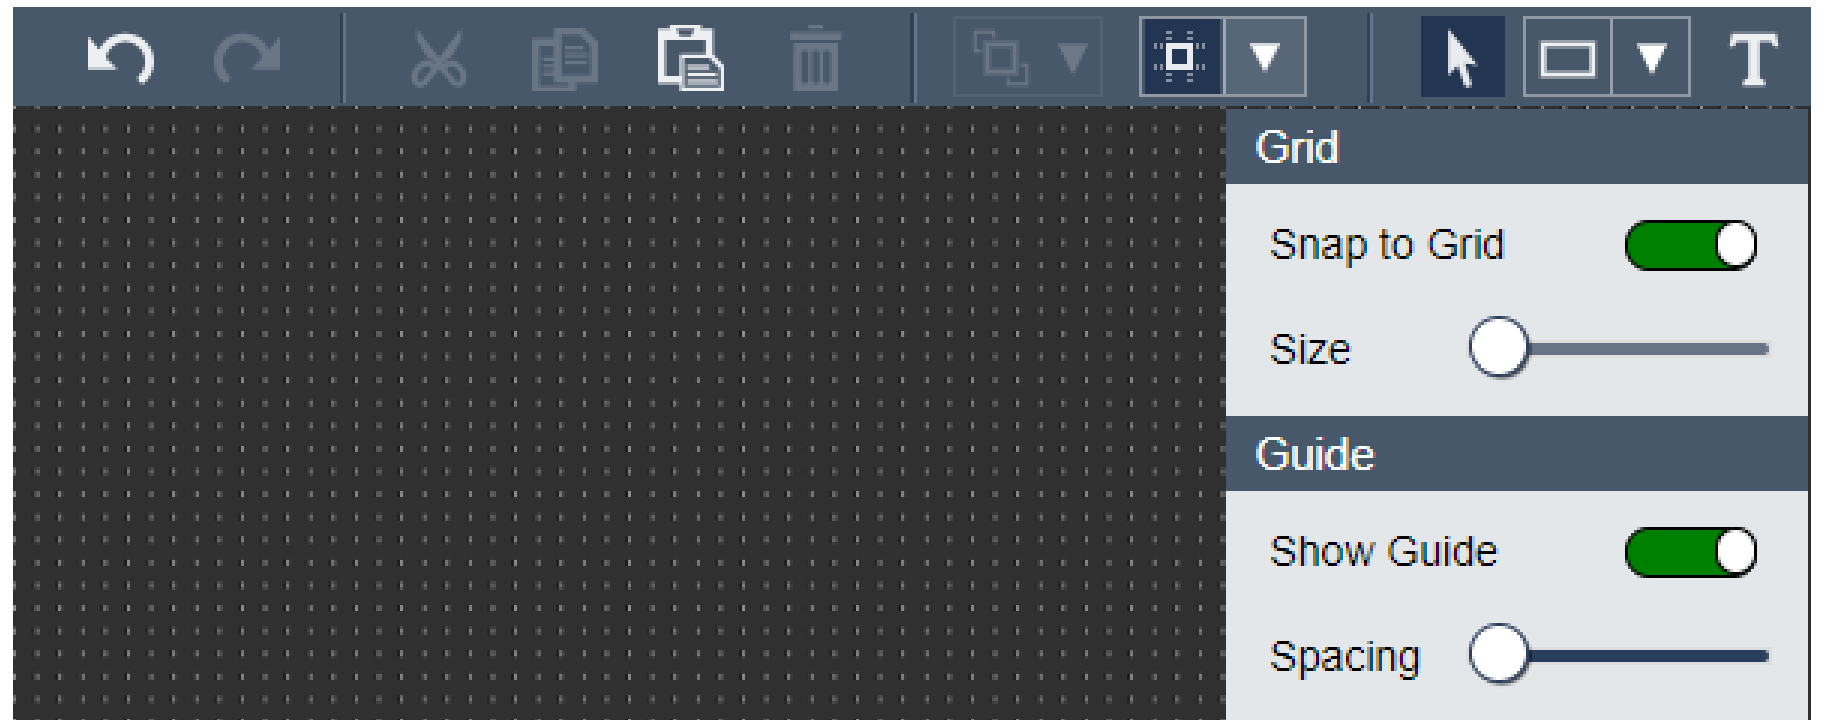 T
Grid
Snap to Grid
Size
Guide
Show Guide
Spacing